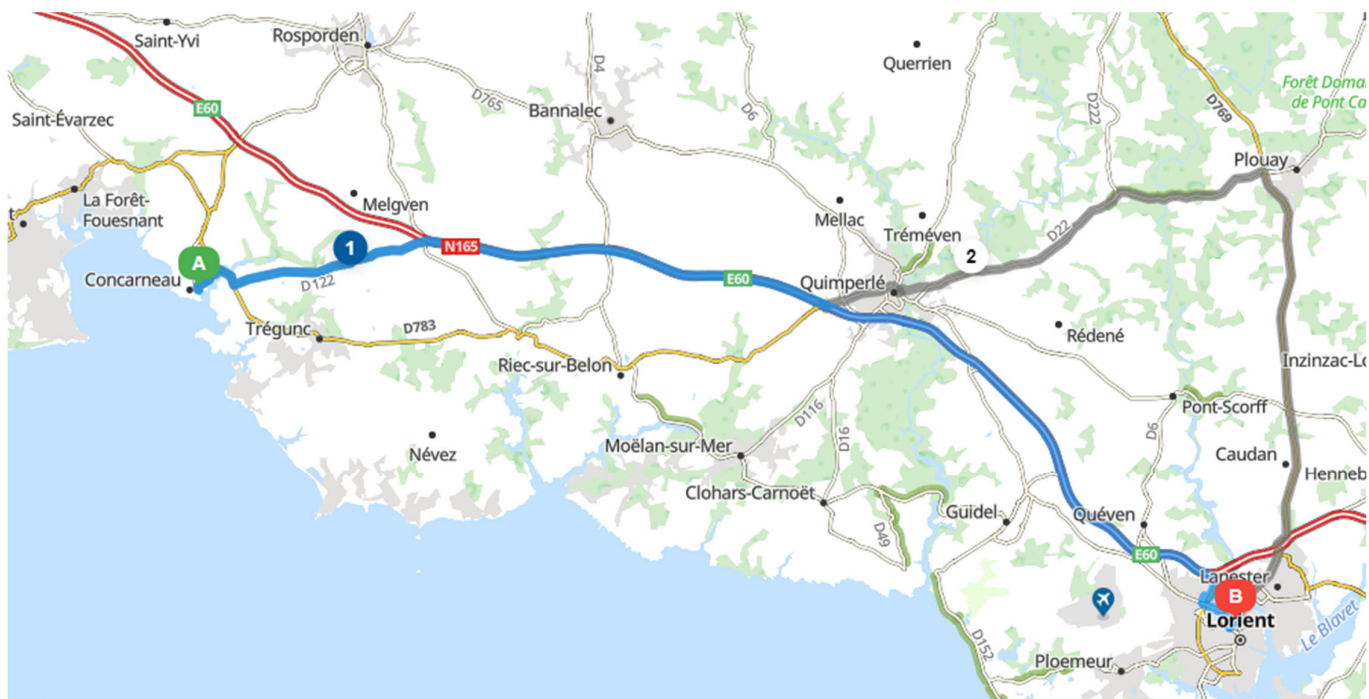 Saint-Yvi
Rosporden
D4
Querrien
D222
Forêt Doma
de Pont Ca
E60
D765
Bannalec
D6
D769
Saint-Évarzec
Plouay
La Forêt-
Fouesnant
t
Melgven
Mellac
Tréméven
D22
1
N165
2
A
Concarneau
D122
E60
Quimperlé
Trégunc
D783
Rédené
Riec-sur-Belon
Inzinzac-Lo
Pont-Scorff
D116
D16
D6
Névez
Moëlan-sur-Mer
Caudan
Henneb
Clohars-Carnoët
Guidel
Quéven
D49
E60
Lanester
B
Lorient
Le Blavet
D152
Ploemeur